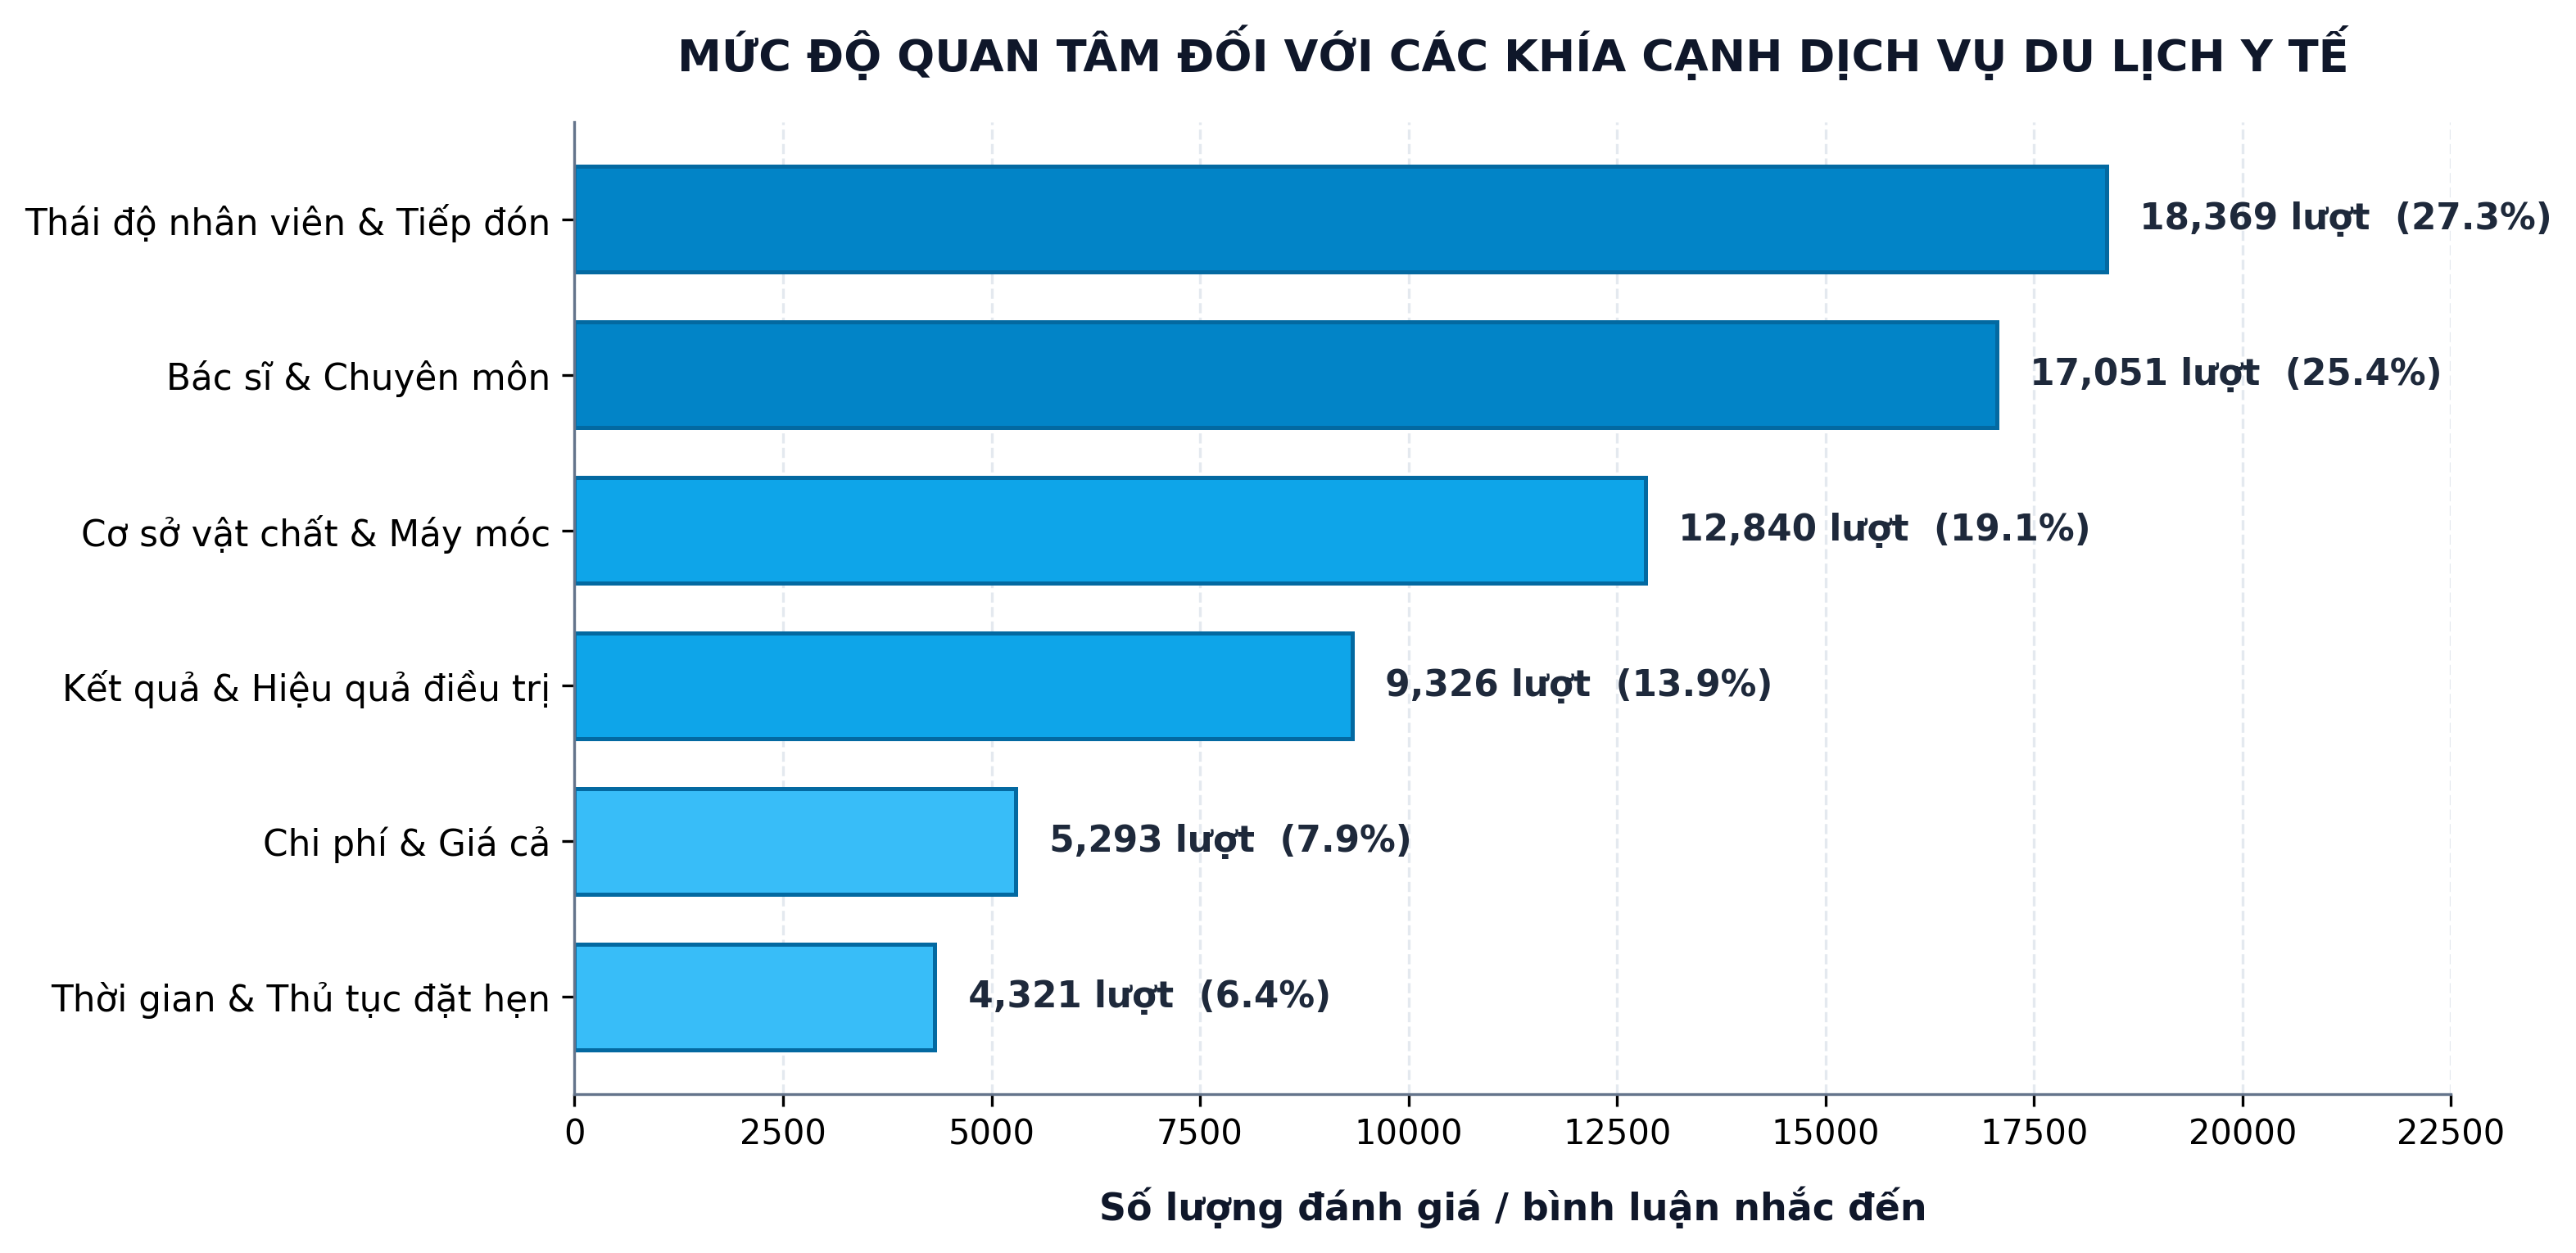 MỨC ĐỘ QUAN TÂM ĐỐI VỚI CÁC KHÍA CẠNH DỊCH VỤ DU LỊCH Y TẾ
Thái độ nhân viên & Tiếp đón 18,369 lượt (27.3%)
Bác sĩ & Chuyên môn 17,051 lượt (25.4%)
Cơ sở vật chất & Máy móc 12,840 lượt (19.1%)
Kết quả & Hiệu quả điều trị 9,326 lượt (13.9%)
Chi phí & Giá cả 5,293 lượt (7.9%)
Thời gian & Thủ tục đặt hẹn 4,321 lượt (6.4%)
0 2500 5000 7500 10000 12500 15000 17500 20000 22500
Số lượng đánh giá / bình luận nhắc đến